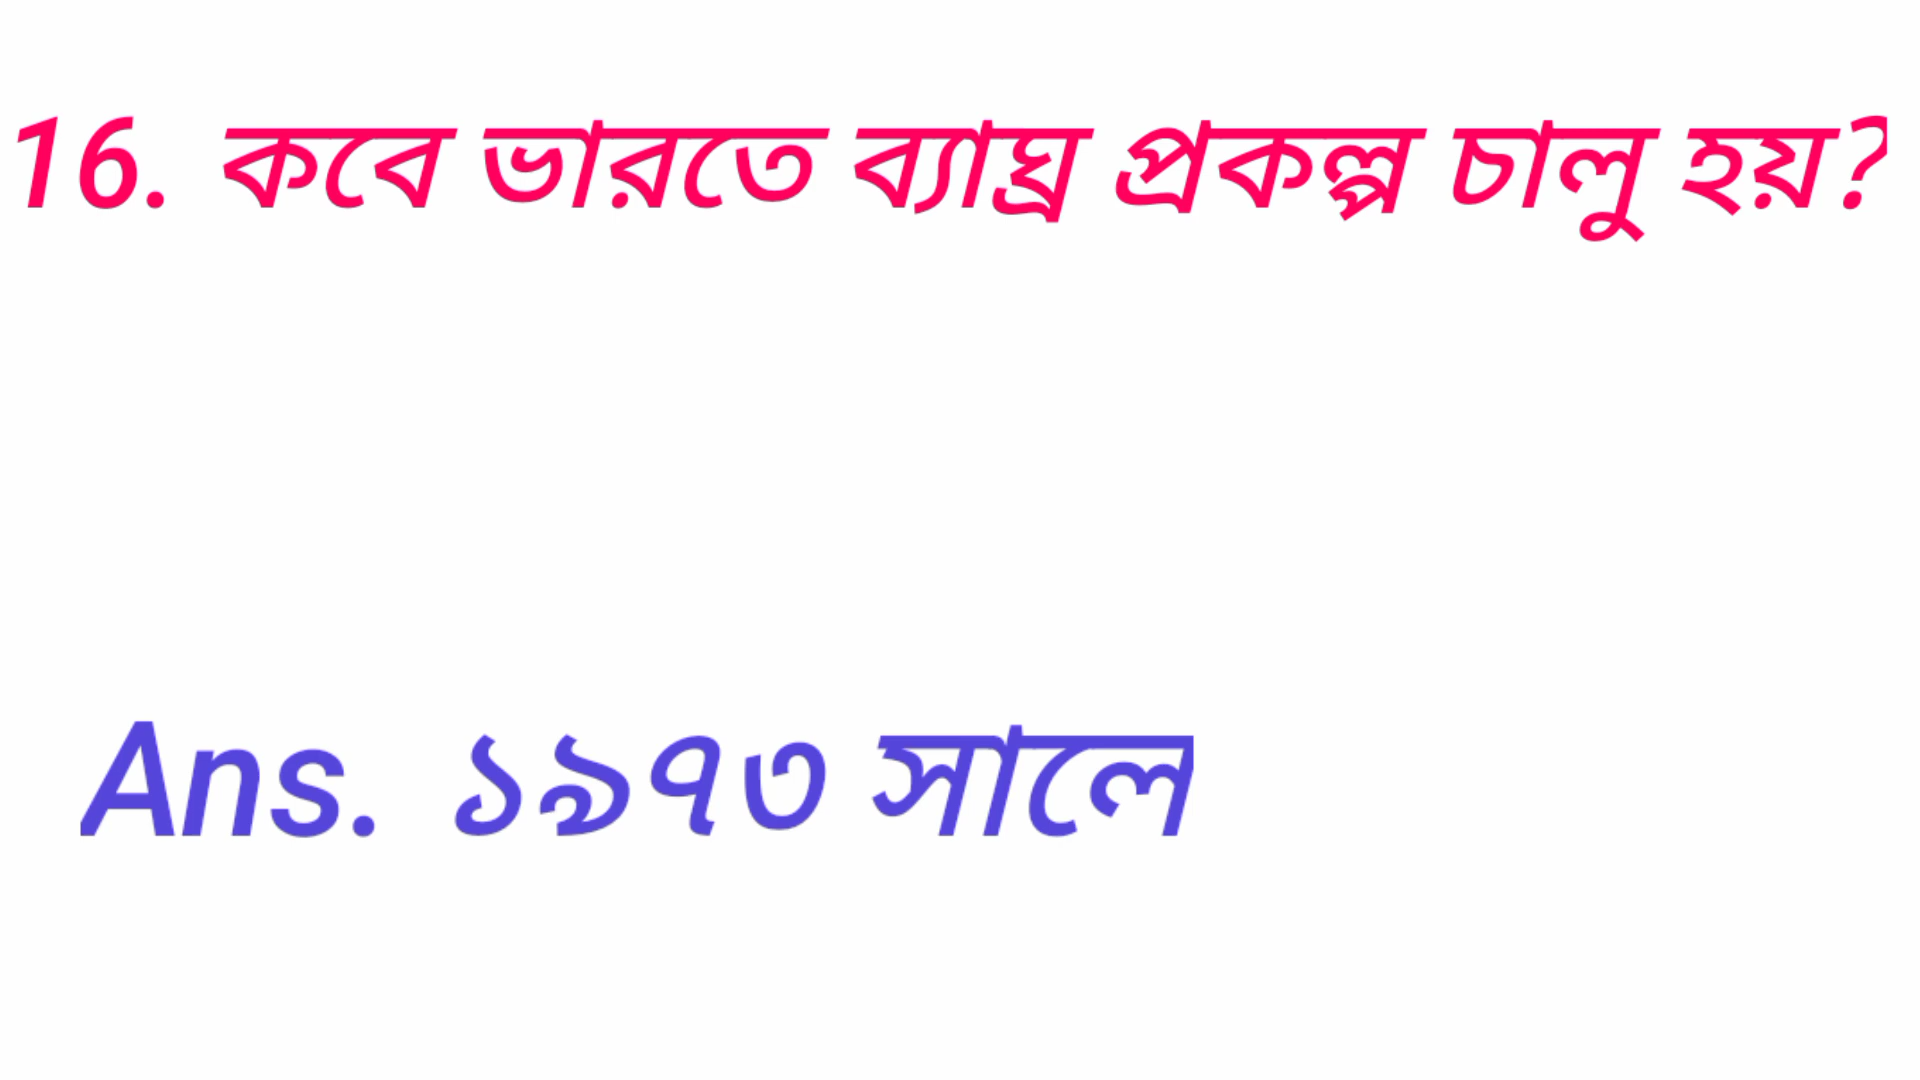 16. কবে ভারতে ব্যাঘ্র প্রকল্প চালু হয়?
Ans. ১৯৭৩ সালে